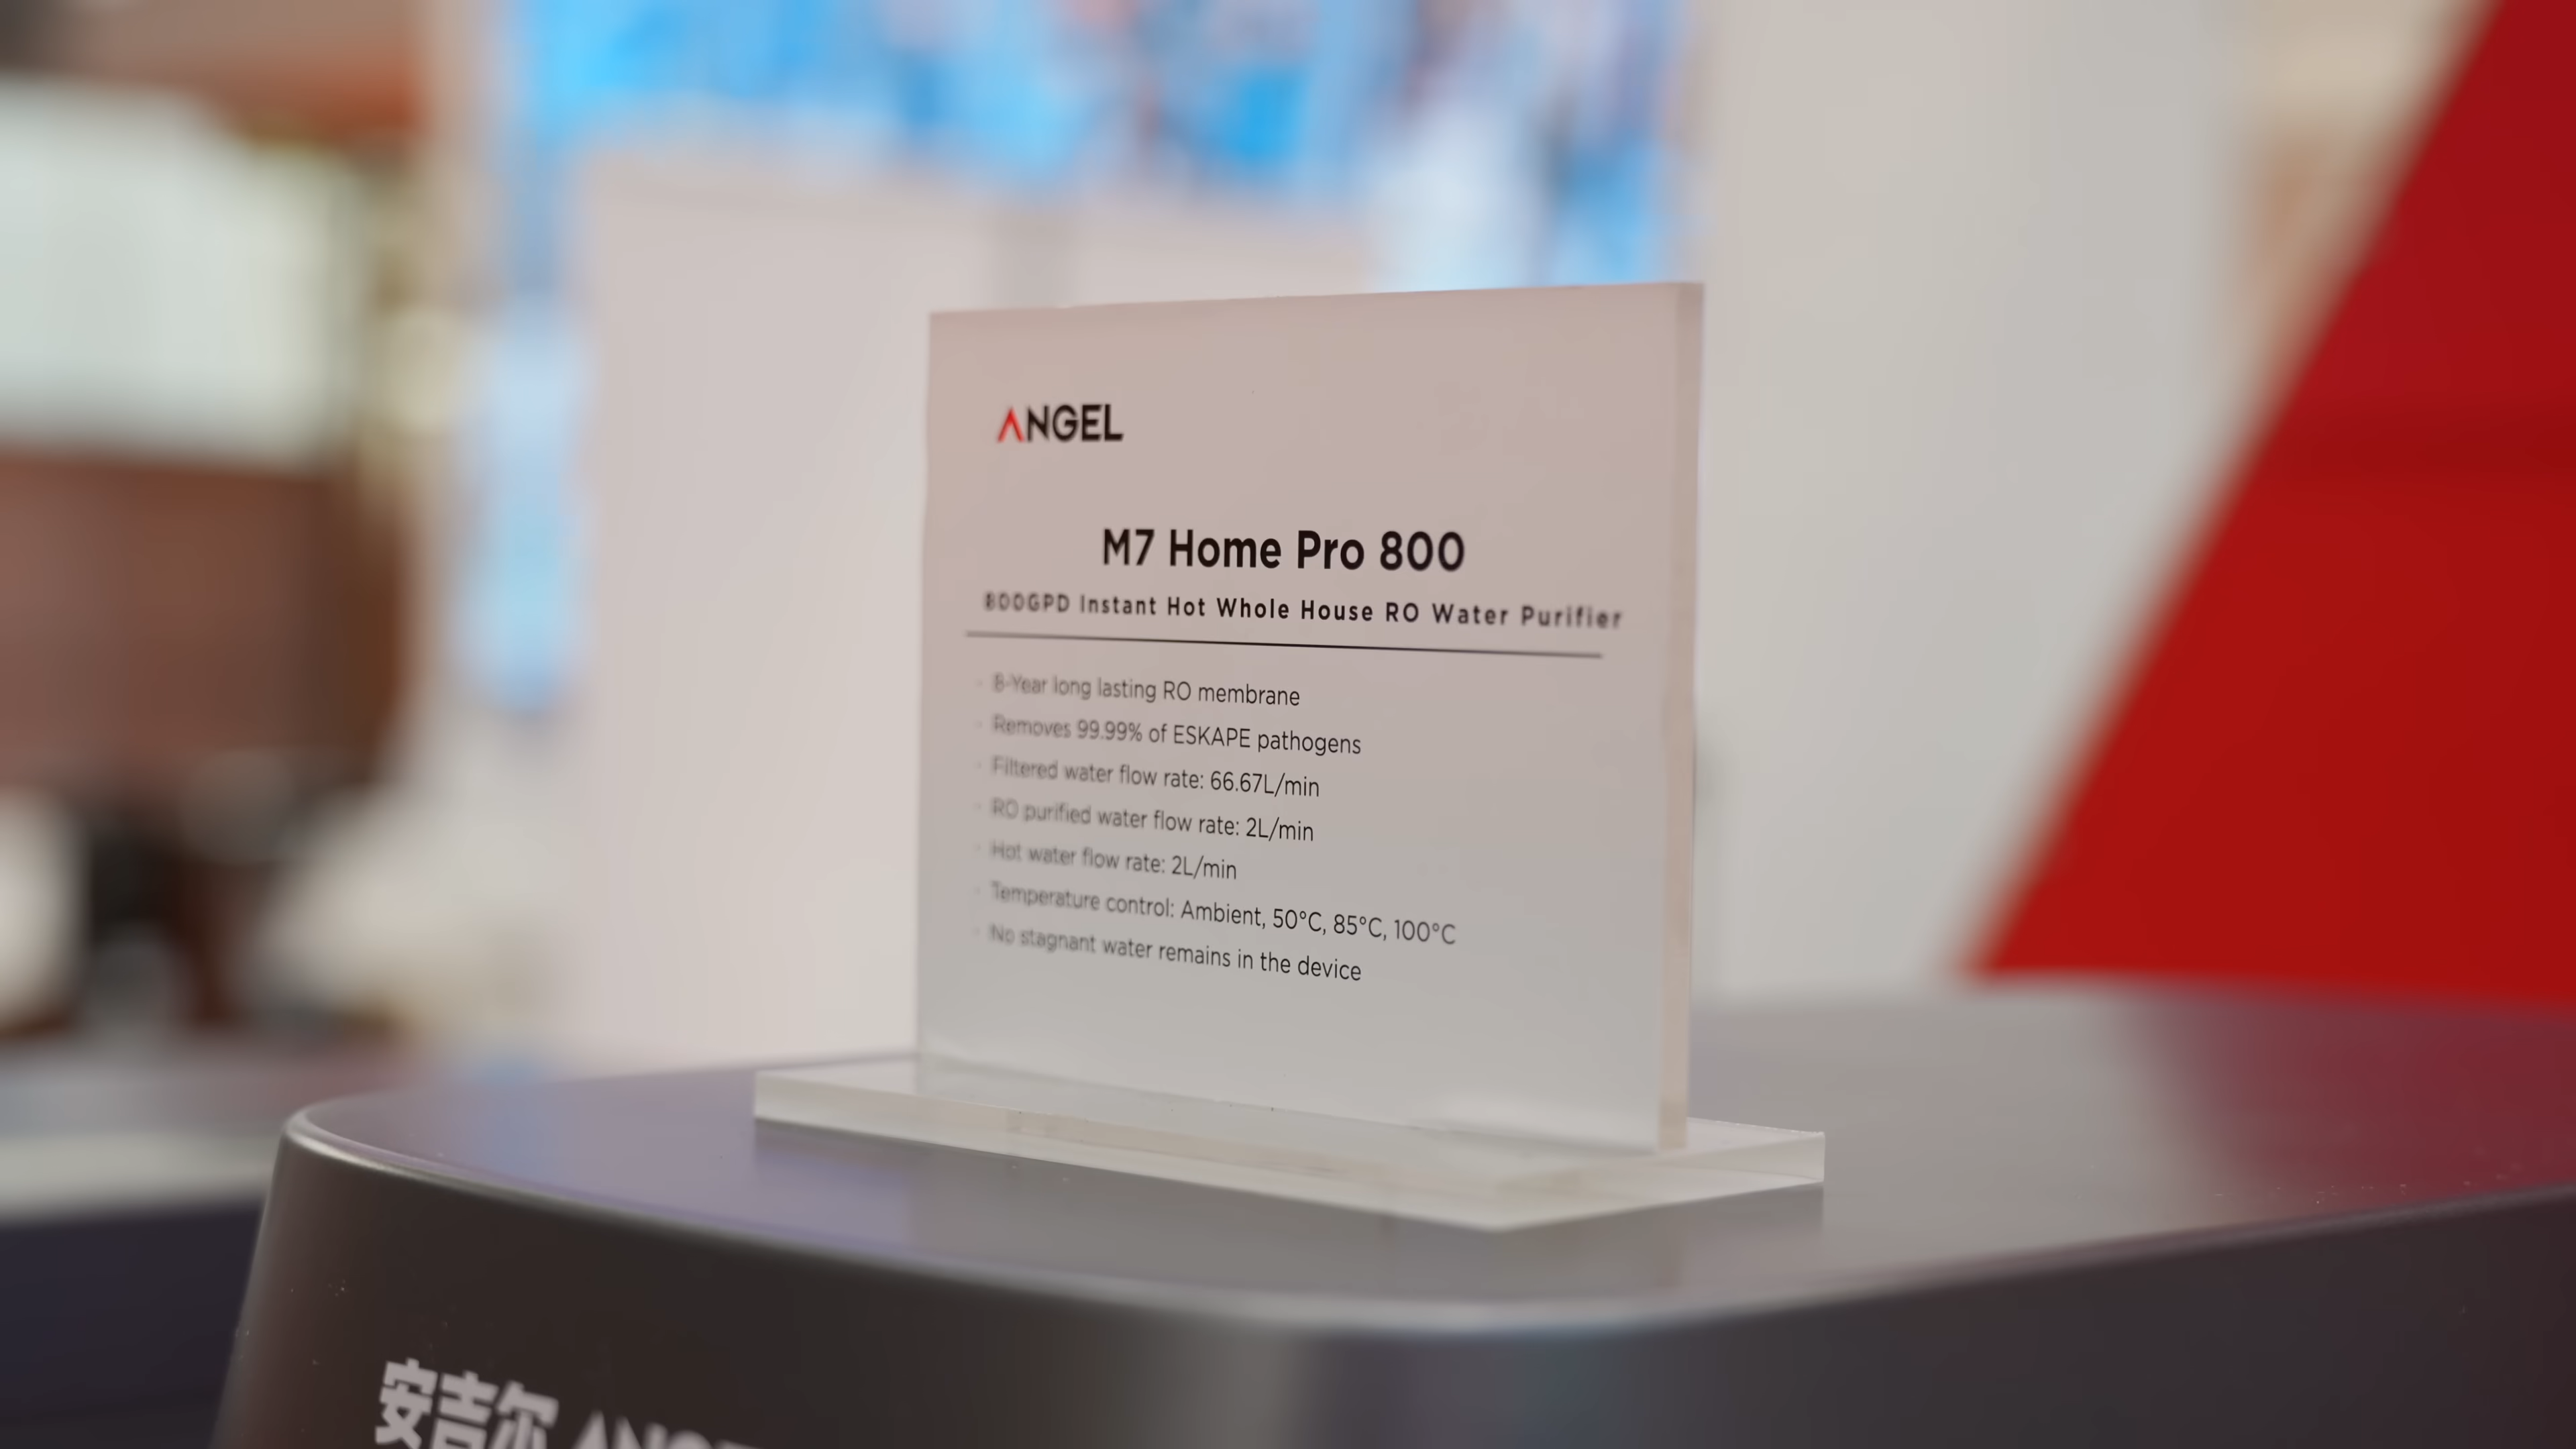 ANGEL
M7 Home Pro 800
800GPD Instant Hot Whole House RO Water Purifier
· 8-Year long lasting RO membrane
· Removes 99.99% of ESKAPE pathogens
· Filtered water flow rate: 66.67L/min
· RO purified water flow rate: 2L/min
· Hot water flow rate: 2L/min
· Temperature control: Ambient, 50°C, 85°C, 100°C
· No stagnant water remains in the device
安吉尔